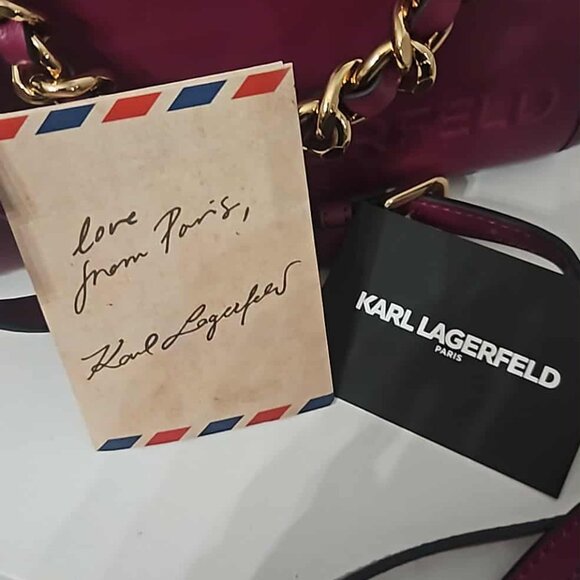 love
from Paris,
Karl Lagerfeld
KARL LAGERFELD
PARIS